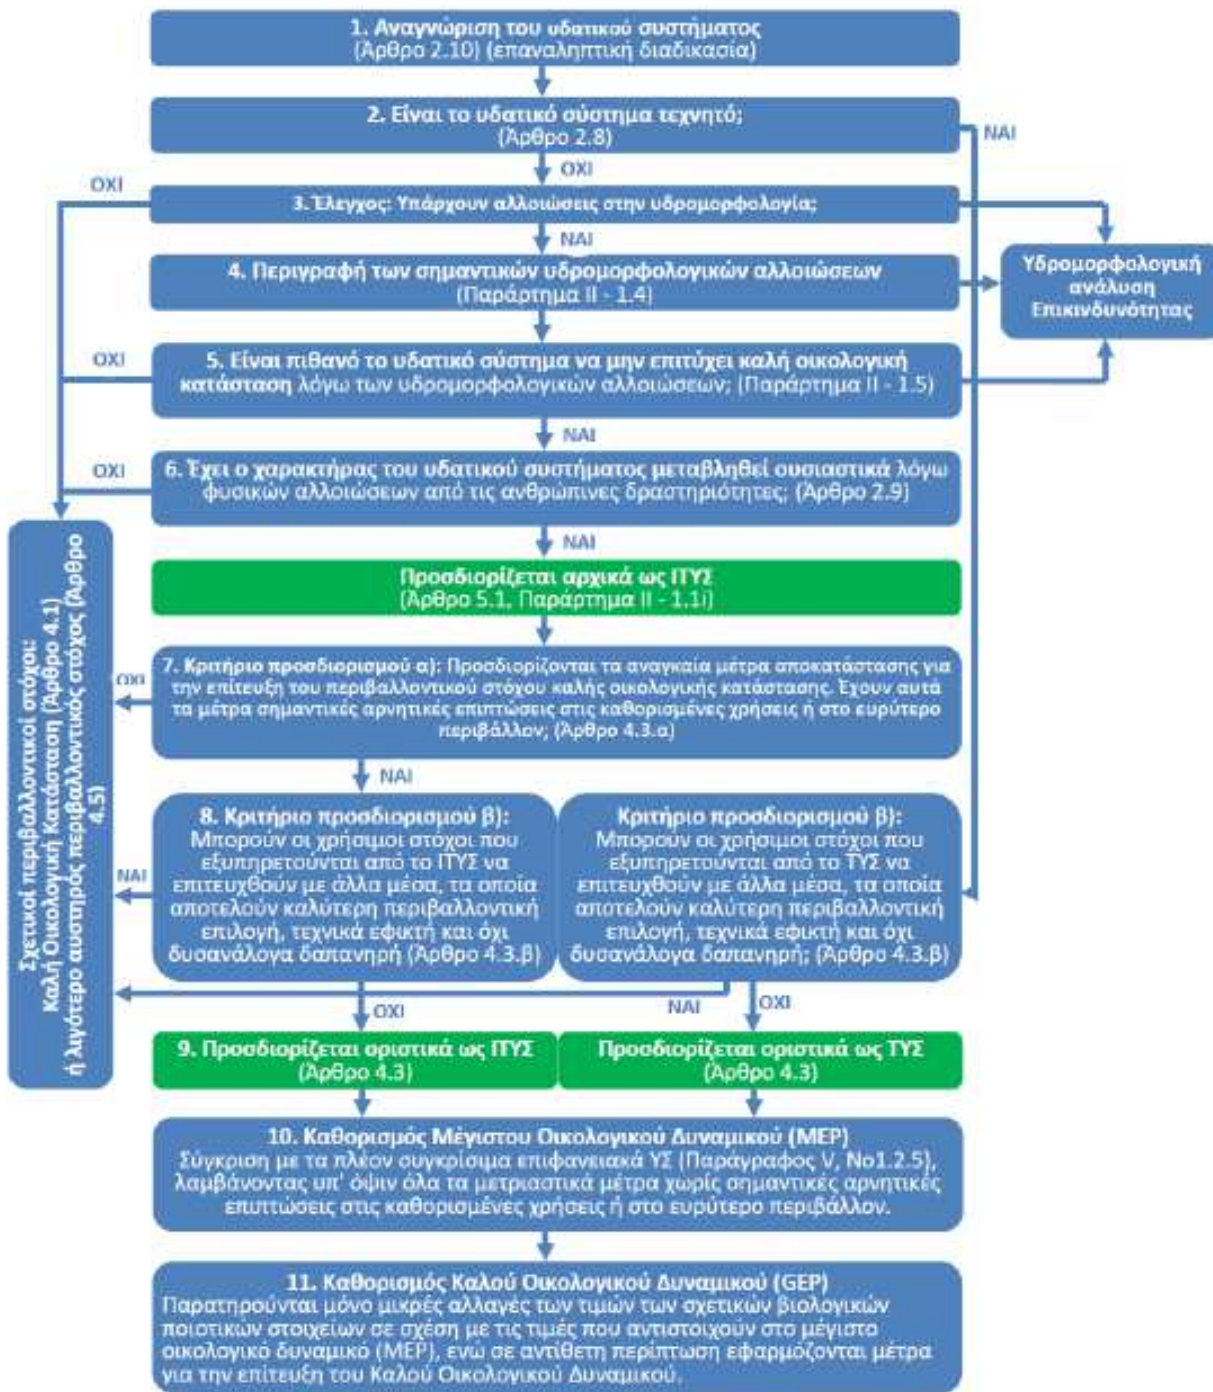 1. Αναγνώριση του υδατικού συστήματος
(Άρθρο 2.10) (επαναληπτική διαδικασία)
2. Είναι το υδατικό σύστημα τεχνητό;
(Άρθρο 2.8)
ΝΑΙ
ΟΧΙ
ΟΧΙ
3. Έλεγχος: Υπάρχουν αλλοιώσεις στην υδρομορφολογία;
ΝΑΙ
4. Περιγραφή των σημαντικών υδρομορφολογικών αλλοιώσεων
(Παράρτημα ΙΙ - 1.4)
Υδρομορφολογική
ανάλυση
Επικινδυνότητας
ΟΧΙ
5. Είναι πιθανό το υδατικό σύστημα να μην επιτύχει καλή οικολογική
κατάσταση λόγω των υδρομορφολογικών αλλοιώσεων; (Παράρτημα ΙΙ - 1.5)
ΝΑΙ
ΟΧΙ
6. Έχει ο χαρακτήρας του υδατικού συστήματος μεταβληθεί ουσιαστικά λόγω
φυσικών αλλοιώσεων από τις ανθρώπινες δραστηριότητες; (Άρθρο 2.9)
ΝΑΙ
Προσδιορίζεται αρχικά ως ΙΤΥΣ
(Άρθρο 5.1, Παράρτημα ΙΙ - 1.1i)
Σχετικοί περιβαλλοντικοί στόχοι:
Καλή Οικολογική Κατάσταση (Άρθρο 4.1)
ή λιγότερο αυστηρός περιβαλλοντικός στόχος (Άρθρο
4.5)
ΟΧΙ
7. Κριτήριο προσδιορισμού α): Προσδιορίζονται τα αναγκαία μέτρα αποκατάστασης για
την επίτευξη του περιβαλλοντικού στόχου καλής οικολογικής κατάστασης. Έχουν αυτά
τα μέτρα σημαντικές αρνητικές επιπτώσεις στις καθορισμένες χρήσεις ή στο ευρύτερο
περιβάλλον; (Άρθρο 4.3.α)
ΝΑΙ
8. Κριτήριο προσδιορισμού β):
Μπορούν οι χρήσιμοι στόχοι που
εξυπηρετούνται από το ΙΤΥΣ να
επιτευχθούν με άλλα μέσα, τα οποία
αποτελούν καλύτερη περιβαλλοντική
επιλογή, τεχνικά εφικτή και όχι
δυσανάλογα δαπανηρή (Άρθρο 4.3.β)
ΝΑΙ
Κριτήριο προσδιορισμού β):
Μπορούν οι χρήσιμοι στόχοι που
εξυπηρετούνται από το ΤΥΣ να
επιτευχθούν με άλλα μέσα, τα οποία
αποτελούν καλύτερη περιβαλλοντική
επιλογή, τεχνικά εφικτή και όχι
δυσανάλογα δαπανηρή; (Άρθρο 4.3.β)
ΟΧΙ
ΝΑΙ
ΟΧΙ
9. Προσδιορίζεται οριστικά ως ΙΤΥΣ
(Άρθρο 4.3)
Προσδιορίζεται οριστικά ως ΤΥΣ
(Άρθρο 4.3)
10. Καθορισμός Μέγιστου Οικολογικού Δυναμικού (MEP)
Σύγκριση με τα πλέον συγκρίσιμα επιφανειακά ΥΣ (Παράγραφος V, No1.2.5),
λαμβάνοντας υπ' όψιν όλα τα μετριαστικά μέτρα χωρίς σημαντικές αρνητικές
επιπτώσεις στις καθορισμένες χρήσεις ή στο ευρύτερο περιβάλλον.
11. Καθορισμός Καλού Οικολογικού Δυναμικού (GEP)
Παρατηρούνται μόνο μικρές αλλαγές των τιμών των σχετικών βιολογικών
ποιοτικών στοιχείων σε σχέση με τις τιμές που αντιστοιχούν στο μέγιστο
οικολογικό δυναμικό (MEP), ενώ σε αντίθετη περίπτωση εφαρμόζονται μέτρα
για την επίτευξη του Καλού Οικολογικού Δυναμικού.